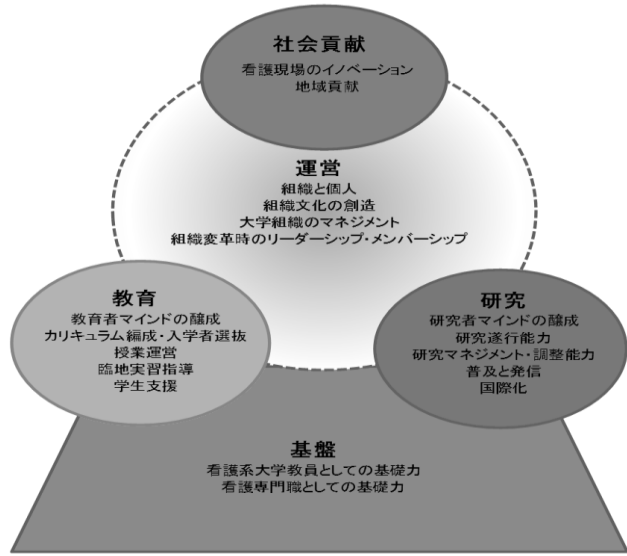 社会貢献
看護現場のイノベーション
地域貢献
運営
組織と個人
組織文化の創造
大学組織のマネジメント
組織変革時のリーダーシップ・メンバーシップ
教育
教育者マインドの醸成
カリキュラム編成・入学者選抜
授業運営
臨地実習指導
学生支援
研究
研究者マインドの醸成
研究遂行能力
研究マネジメント・調整能力
普及と発信
国際化
基盤
看護系大学教員としての基礎力
看護専門職としての基礎力